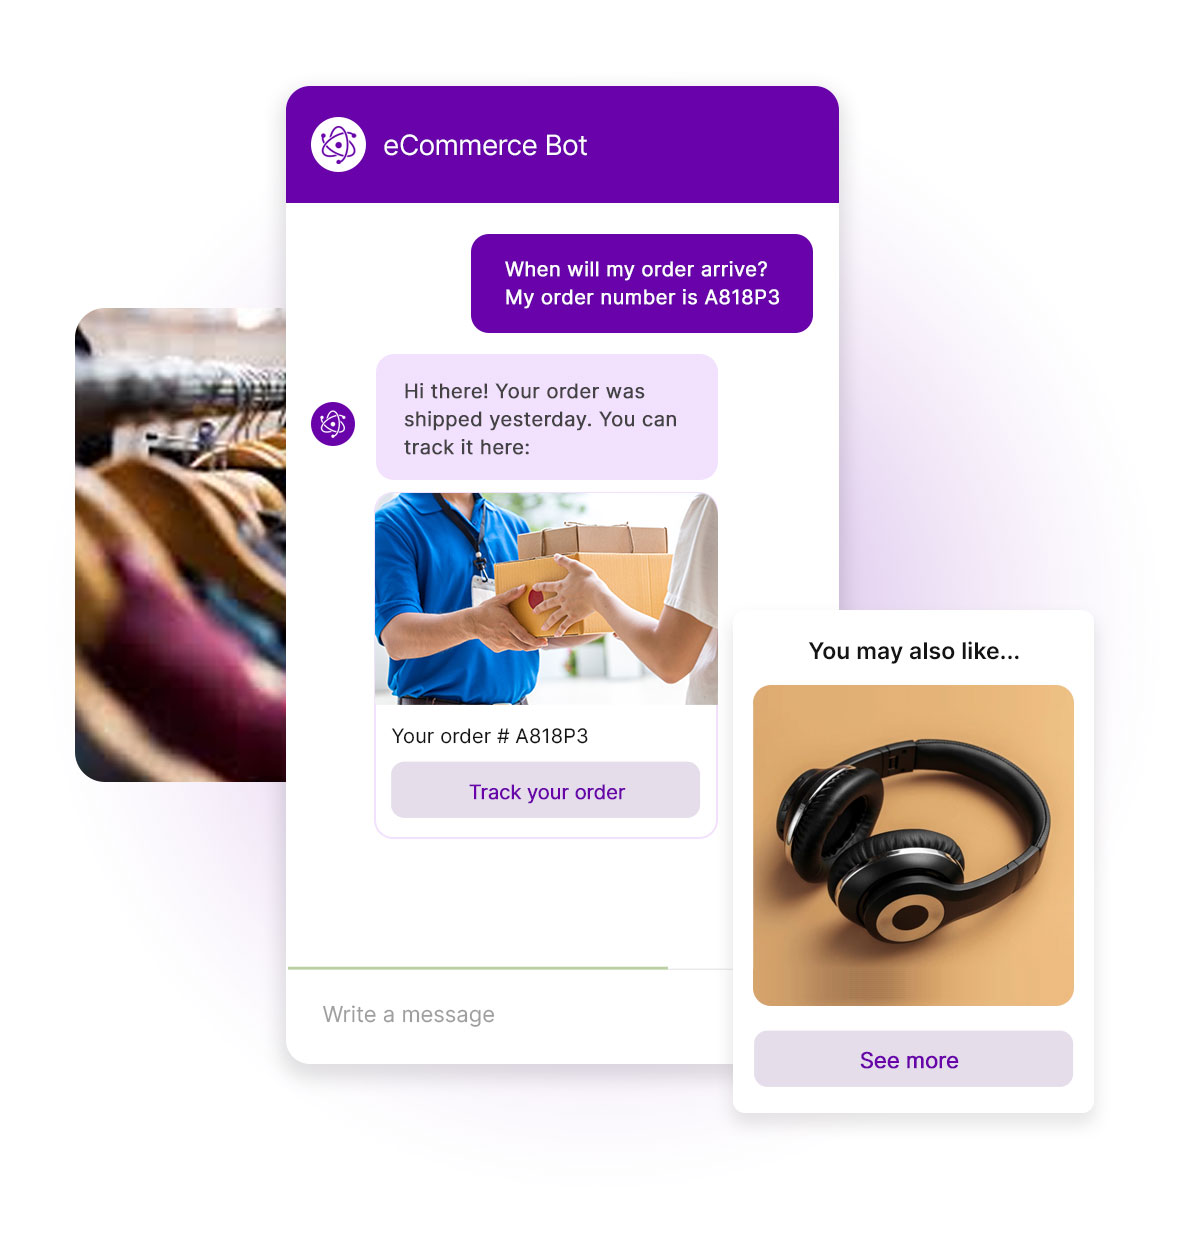 eCommerce Bot
When will my order arrive?
My order number is A818P3
Hi there! Your order was
shipped yesterday. You can
track it here:
Your order # A818P3
Track your order
Write a message
You may also like...
See more